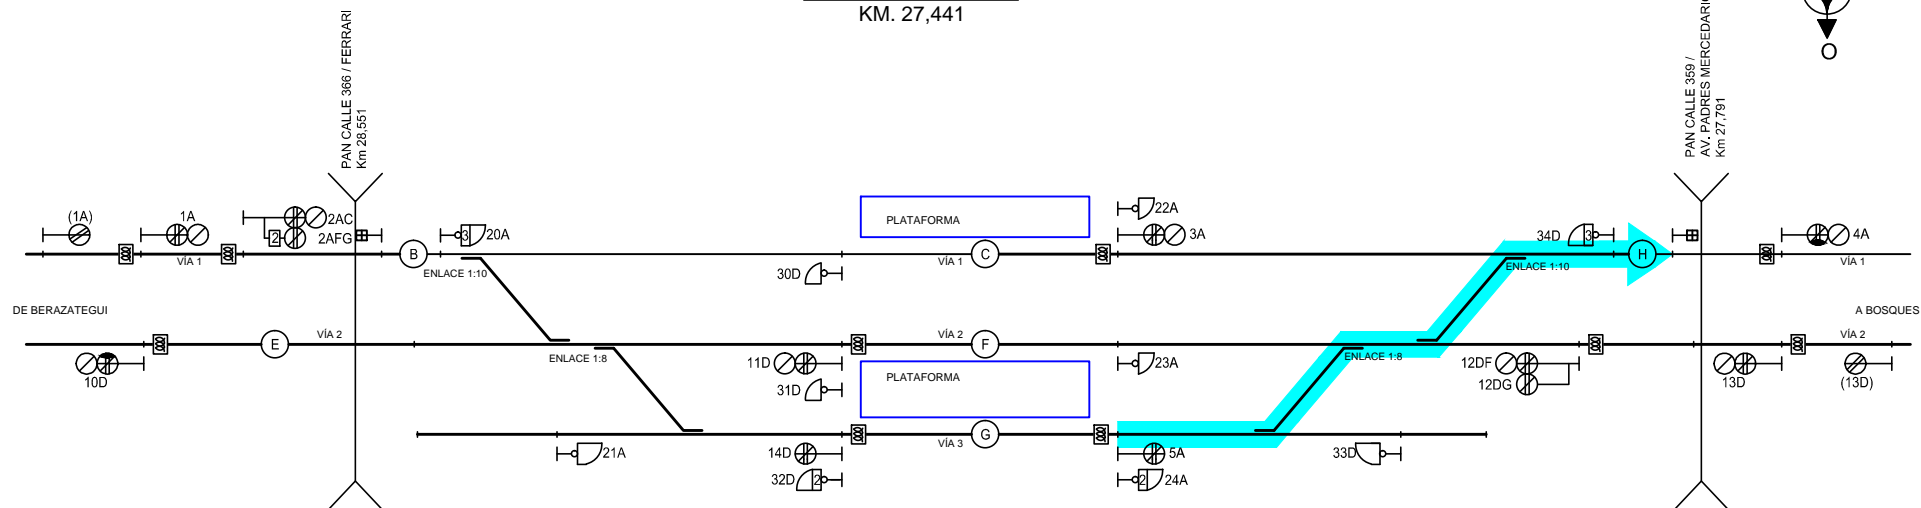 KM. 27,441
O
PAN CALLE 366 / FERRARI
Km 28,551
PAN CALLE 359 /
AV. PADRES MERCEDARIO
Km 27,791
(1A)
1A
2AC
2
2AFG
3
20A
PLATAFORMA
22A
3A
34D
3
4A
VÍA 1
B
ENLACE 1:10
30D
VÍA 1
C
ENLACE 1:10
H
VÍA 1
DE BERAZATEGUI
A BOSQUES
E
VÍA 2
10D
ENLACE 1:8
VÍA 2
F
11D
31D
PLATAFORMA
23A
ENLACE 1:8
12DF
12DG
13D
VÍA 2
(13D)
21A
VÍA 3
G
14D
32D
2
5A
2
24A
33D